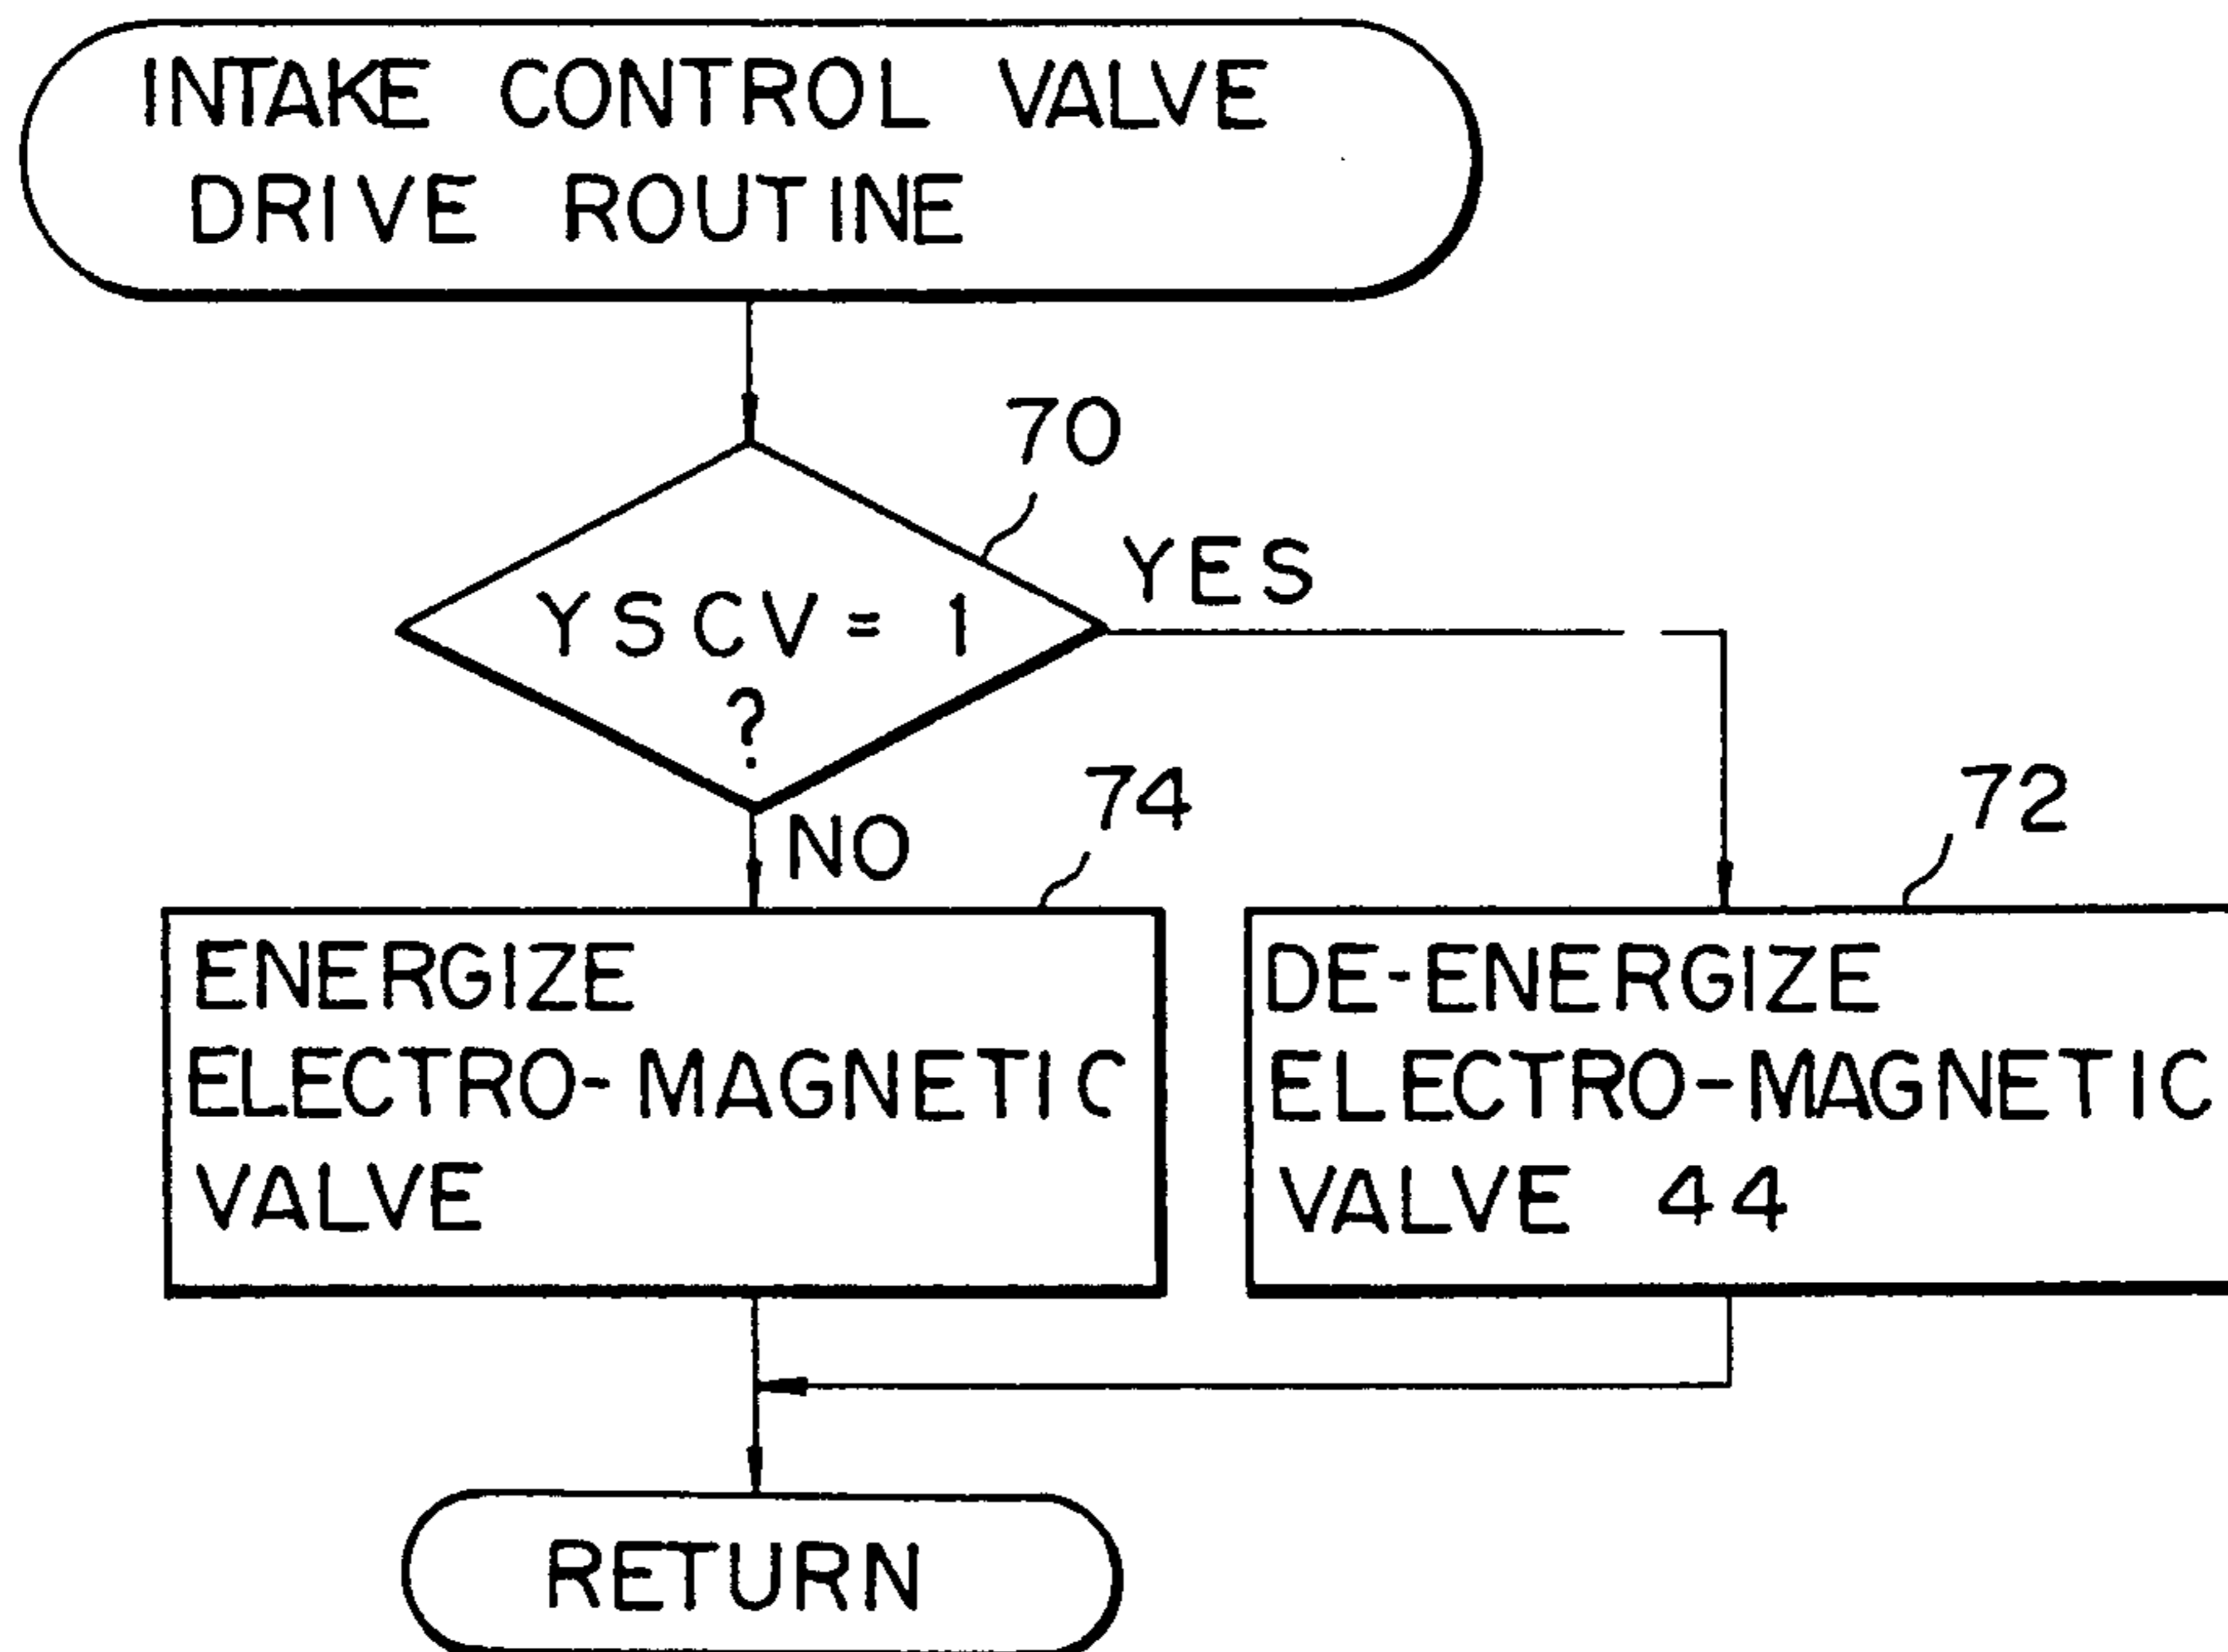 INTAKE CONTROL VALVE
DRIVE ROUTINE
70
YES
YSCV = 1
?
NO
74
72
ENERGIZE
ELECTRO-MAGNETIC
VALVE
DE-ENERGIZE
ELECTRO-MAGNETIC
VALVE 44
RETURN